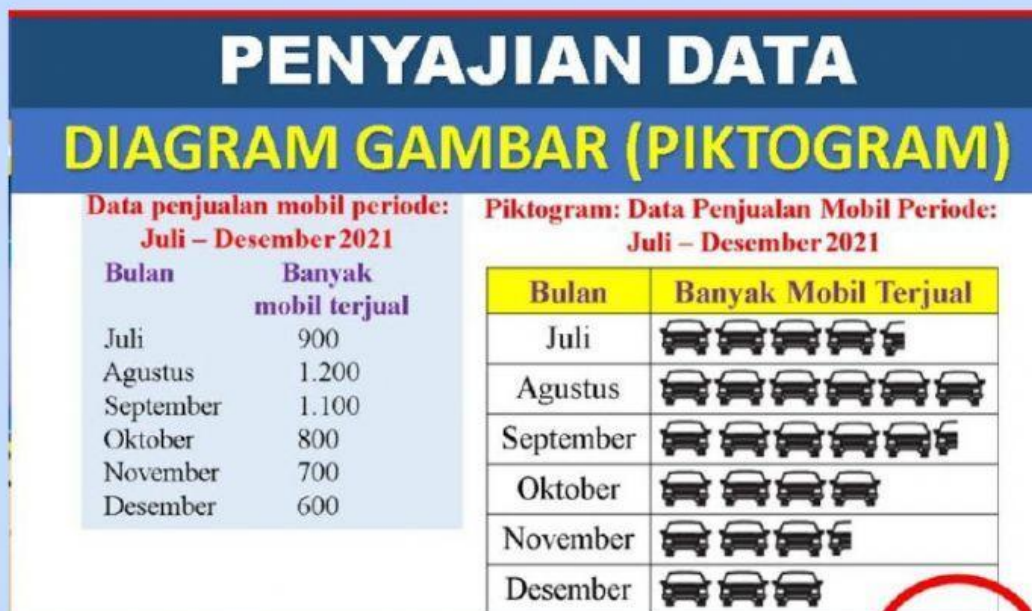 PENYAJIAN DATA
DIAGRAM GAMBAR (PIKTOGRAM)
Data penjualan mobil periode:
Juli – Desember 2021
Bulan Banyak
mobil terjual
Juli 900
Agustus 1.200
September 1.100
Oktober 800
November 700
Desember 600
Piktogram: Data Penjualan Mobil Periode:
Juli – Desember 2021
Bulan Banyak Mobil Terjual
Juli
Agustus
September
Oktober
November
Desember